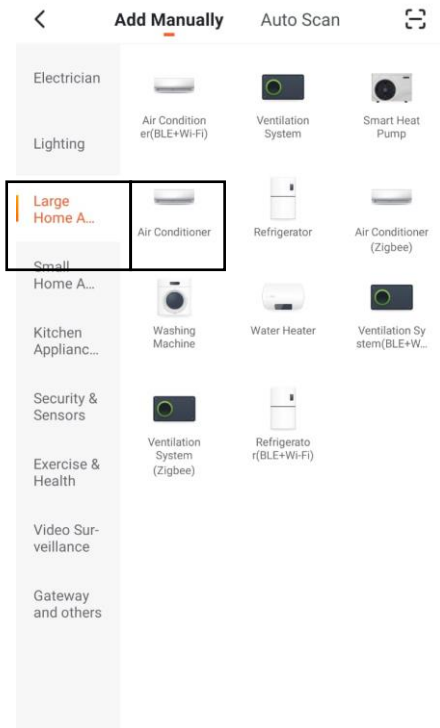 Add Manually
Auto Scan
Electrician
Lighting
Large
Home A...
Small
Home A...
Kitchen
Applianc...
Security &
Sensors
Exercise &
Health
Video Sur-
veillance
Gateway
and others
Air Condition
er(BLE+Wi-Fi)
Ventilation
System
Smart Heat
Pump
Air Conditioner
Refrigerator
Air Conditioner
(Zigbee)
Washing
Machine
Water Heater
Ventilation Sy
stem(BLE+W...
Ventilation
System
(Zigbee)
Refrigerato
r(BLE+Wi-Fi)